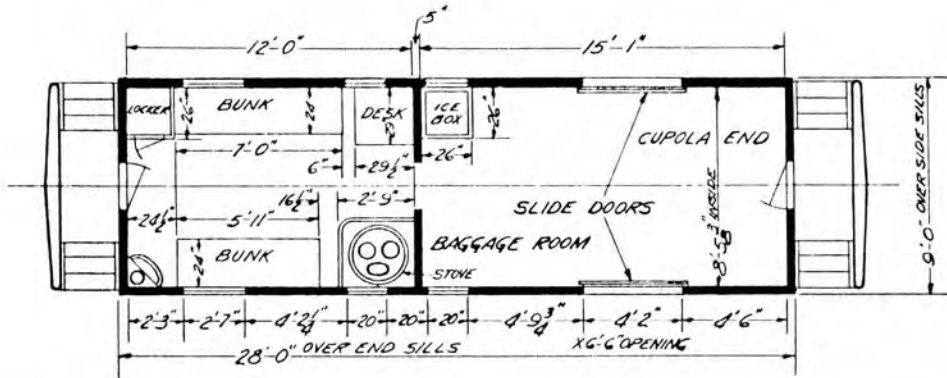 5"
12'-0" 15'-1"
LOCKER 26" BUNK 24" DESK ICE BOX 26" CUPOLA END
7'-0" 6" 29½" 26"
24½" 5'-11" 16½" 2'-9" SLIDE DOORS
BUNK 24" STOVE BAGGAGE ROOM 8'-5⅜" INSIDE
9'-0" OVER SIDE SILLS
2'-3" 2'-7" 4'-2¼" 20" 20" 20" 4'-9¾" 4'-2" 4'-6"
28'-0" OVER END SILLS X6'-6" OPENING